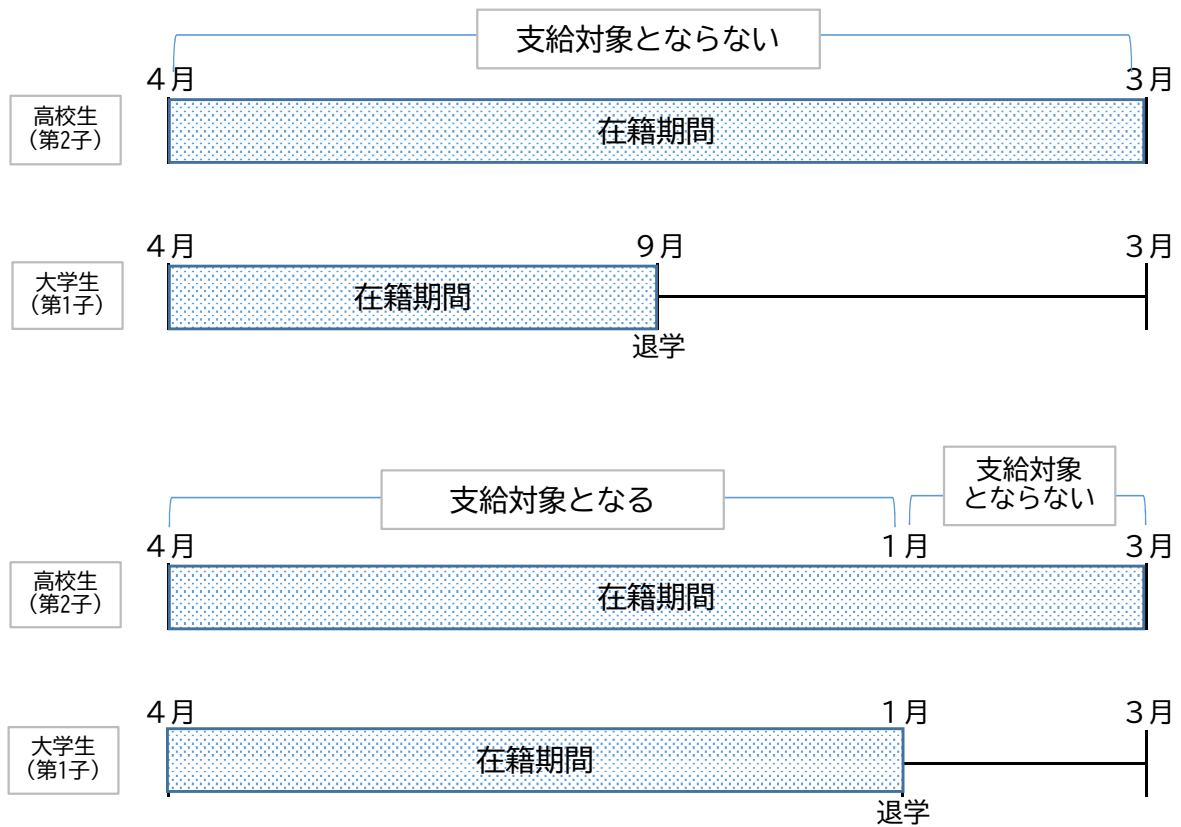 支給対象とならない
４月
３月
高校生
（第2子）
在籍期間
４月
９月
３月
大学生
（第1子）
在籍期間
退学
支給対象となる
支給対象
とならない
４月
１月
３月
高校生
（第2子）
在籍期間
４月
１月
３月
大学生
（第1子）
在籍期間
退学